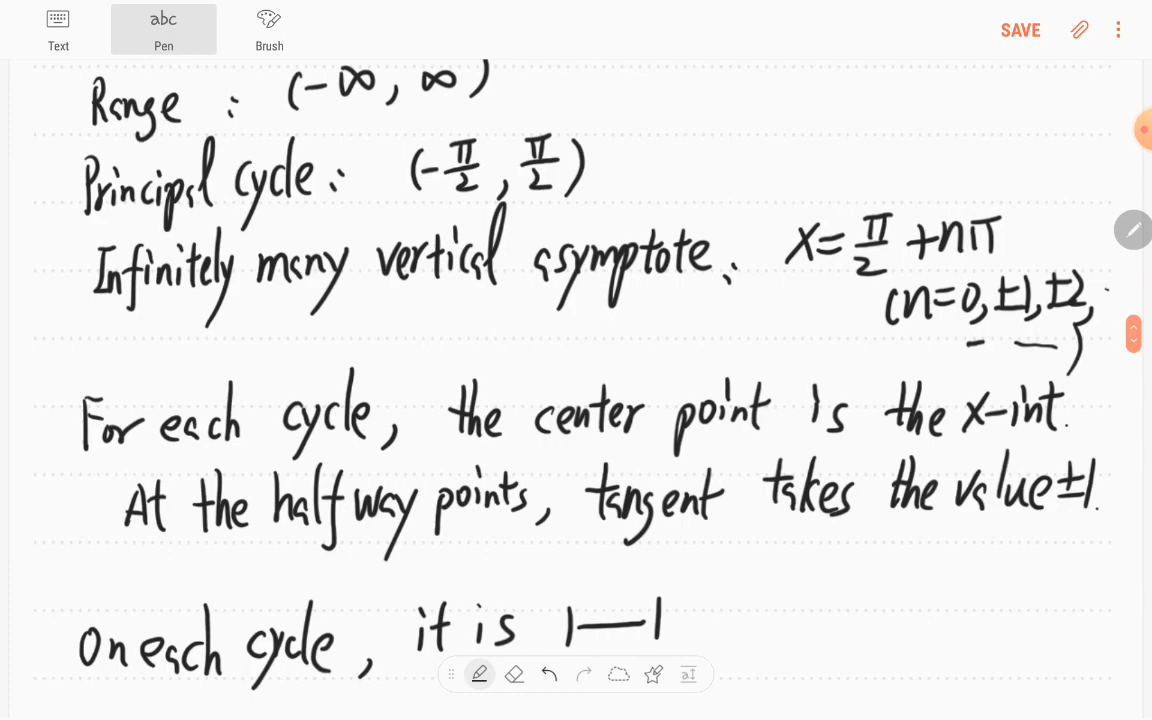 Text
abc
Pen
Brush
SAVE
Range : (-∞, ∞)
Principal cycle: (-π/2, π/2)
Infinitely many vertical asymptote: x = π/2 + nπ
(n=0, ±1, ±2, ...)
For each cycle, the center point is the x-int.
At the halfway points, tangent takes the value ±1.
On each cycle, it is 1—1